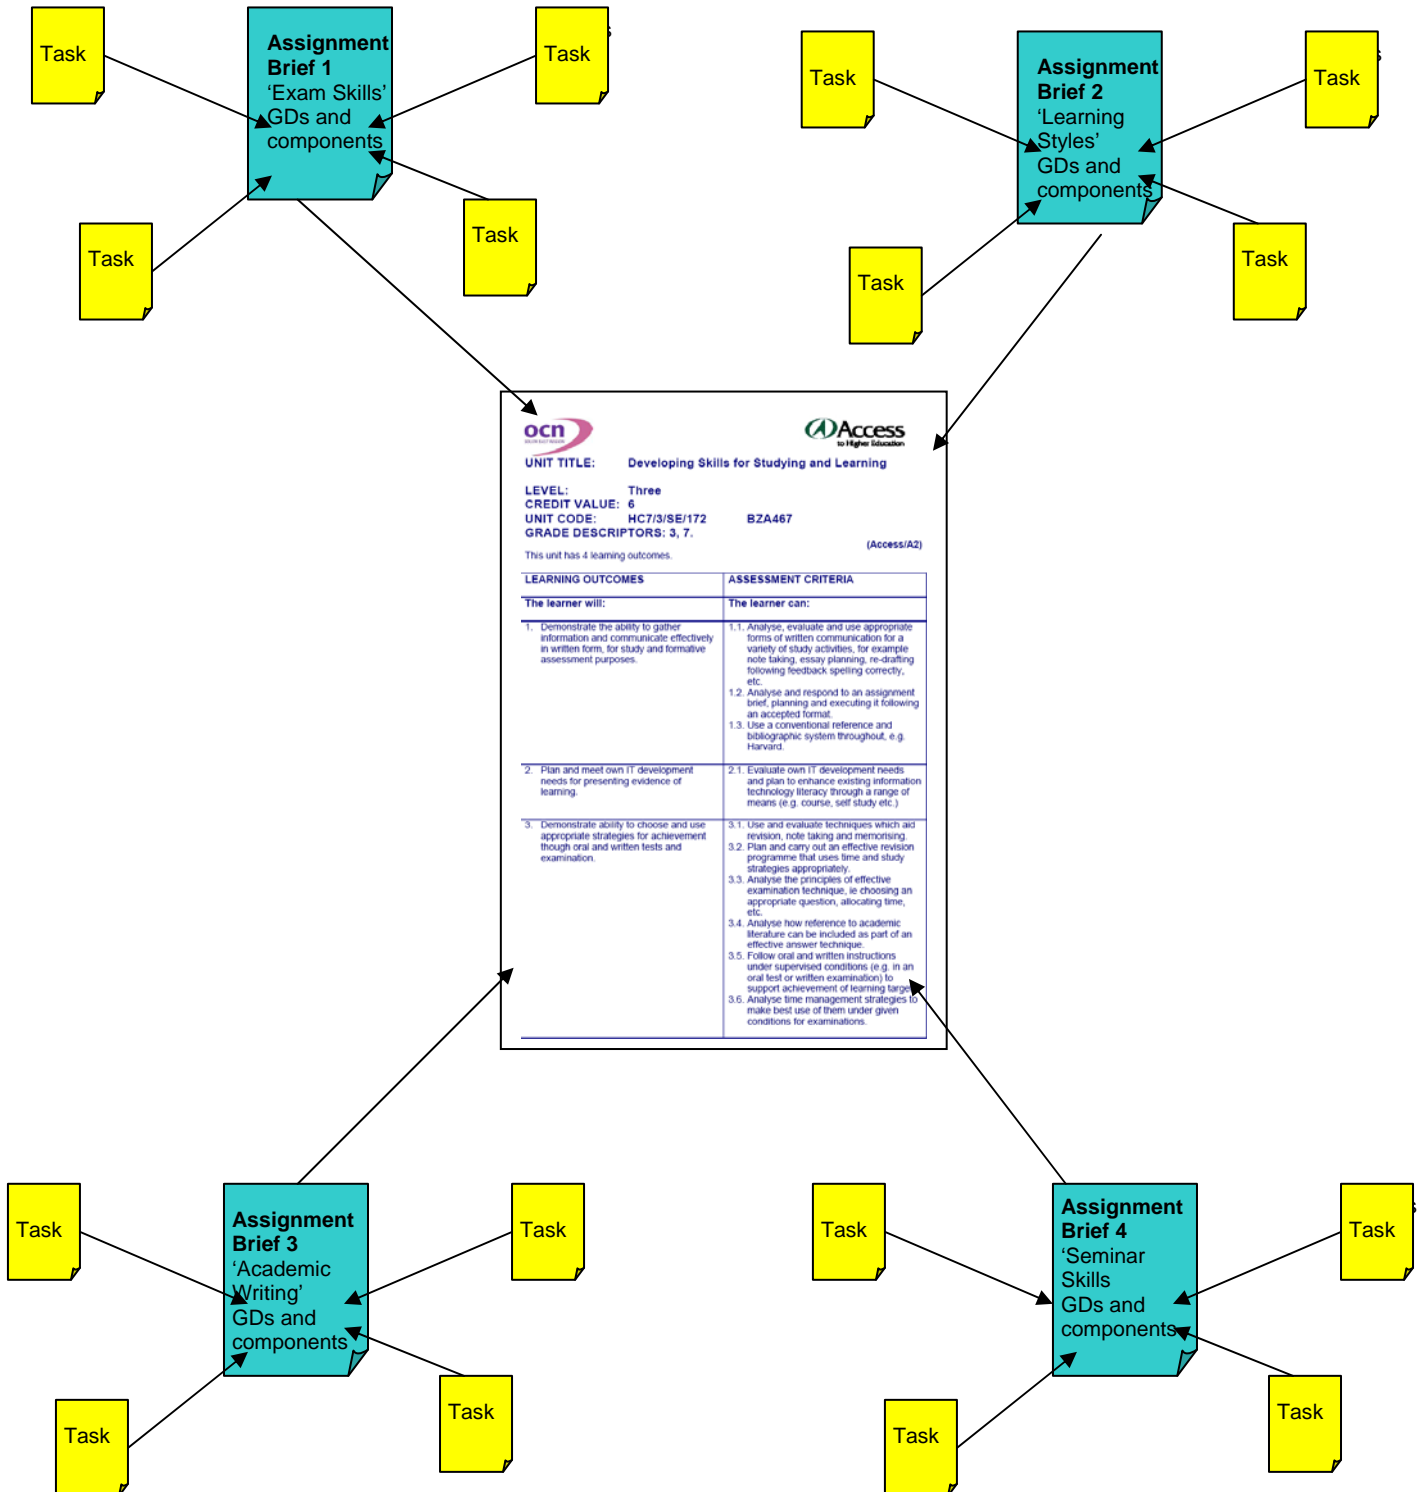 Task
Assignment
Brief 1
‘Exam Skills’
GDs and
components
Task
Task
Task
Task
Assignment
Brief 2
‘Learning
Styles’
GDs and
components
Task
Task
Task
ocn
Access
to Higher Education
UNIT TITLE: Developing Skills for Studying and Learning
LEVEL: Three
CREDIT VALUE: 6
UNIT CODE: HC7/3/SE/172 BZA467
GRADE DESCRIPTORS: 3, 7.
(Access/A2)
This unit has 4 learning outcomes.
LEARNING OUTCOMES
The learner will:
1. Demonstrate the ability to gather
information and communicate effectively
in written form, for study and formative
assessment purposes.
ASSESSMENT CRITERIA
The learner can:
1.1. Analyse, evaluate and use appropriate
forms of written communication for a
variety of study activities, for example
note taking, essay planning, re-drafting
following feedback spelling correctly,
etc.
1.2. Analyse and respond to an assignment
brief, planning and executing it following
an accepted format.
1.3. Use a conventional reference and
bibliographic system throughout, e.g.
Harvard.
2. Plan and meet own IT development
needs for presenting evidence of
learning.
2.1. Evaluate own IT development needs
and plan to enhance existing information
technology literacy through a range of
means (e.g. course, self study etc.)
3. Demonstrate ability to choose and use
appropriate strategies for achievement
though oral and written tests and
examination.
3.1. Use and evaluate techniques which aid
revision, note taking and memorising.
3.2. Plan and carry out an effective revision
programme that uses time and study
strategies appropriately.
3.3. Analyse the principles of effective
examination technique, ie choosing an
appropriate question, allocating time,
etc.
3.4. Analyse how reference to academic
literature can be included as part of an
effective answer technique.
3.5. Follow oral and written instructions
under supervised conditions (e.g. in an
oral test or written examination) to
support achievement of learning
3.6. Analyse time management strategies to
make best use of them under given
conditions for examinations.
Task
Assignment
Brief 3
‘Academic
Writing’
GDs and
components
Task
Task
Task
Task
Assignment
Brief 4
‘Seminar
Skills
GDs and
components
Task
Task
Task